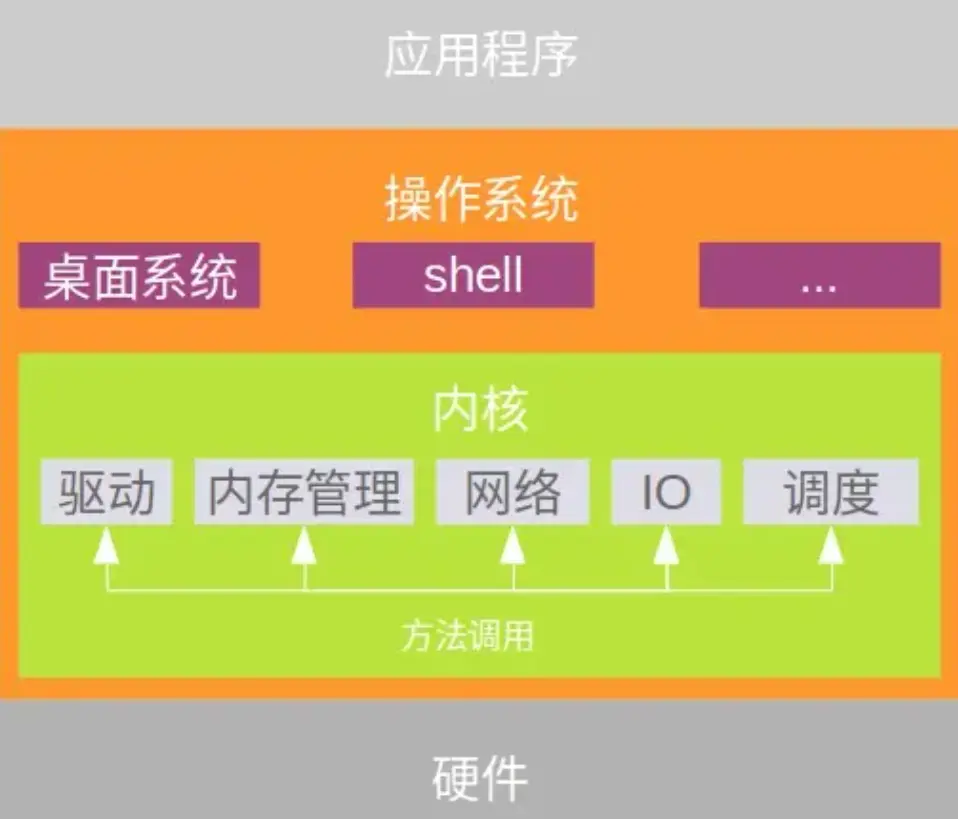 应用程序
操作系统
桌面系统 shell ...
内核
驱动 内存管理 网络 IO 调度
方法调用
硬件